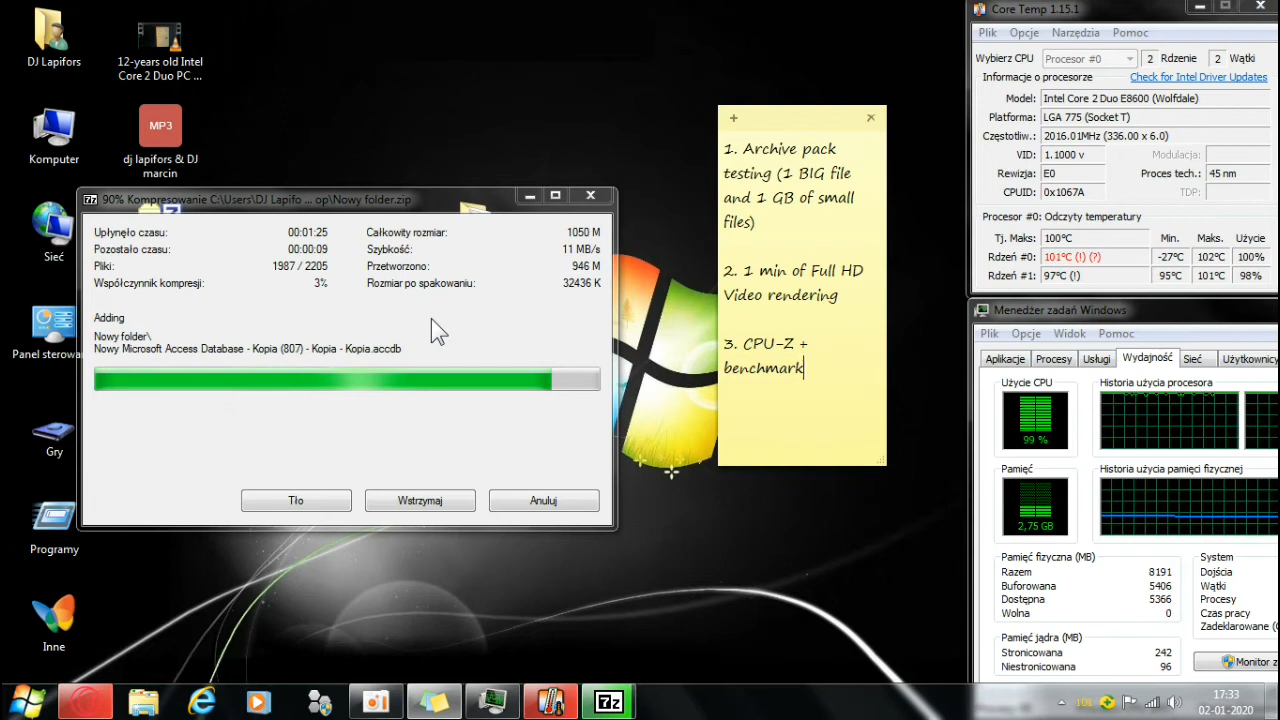 DJ Lapifors
12-years old Intel
Core 2 Duo PC ...
Komputer
MP3
dj lapifors & DJ
marcin
Sieć
Panel sterowa
Gry
Programy
Inne
7z 90% Kompresowanie C:\Users\DJ Lapifo ... op\Nowy folder.zip
Upłynęło czasu: 00:01:25
Pozostało czasu: 00:00:09
Pliki: 1987 / 2205
Współczynnik kompresji: 3%
Całkowity rozmiar: 1050 M
Szybkość: 11 MB/s
Przetworzono: 946 M
Rozmiar po spakowaniu: 32436 K
Adding
Nowy folder\
Nowy Microsoft Access Database - Kopia (807) - Kopia - Kopia.accdb
Tło
Wstrzymaj
Anuluj
1. Archive pack
testing (1 BIG file
and 1 GB of small
files)
2. 1 min of Full HD
Video rendering
3. CPU-Z +
benchmark
Core Temp 1.15.1
Plik Opcje Narzędzia Pomoc
Wybierz CPU Procesor #0 2 Rdzenie 2 Wątki
Informacje o procesorze Check for Intel Driver Updates
Model: Intel Core 2 Duo E8600 (Wolfdale)
Platforma: LGA 775 (Socket T)
Częstotliw.: 2016.01MHz (336.00 x 6.0)
VID: 1.1000 v Modulacja:
Rewizja: E0 Proces tech.: 45 nm
CPUID: 0x1067A TDP:
Procesor #0: Odczyty temperatury
Tj. Maks: 100°C Min. Maks. Użycie
Rdzeń #0: 101°C (!) (?) -27°C 102°C 100%
Rdzeń #1: 97°C (!) 95°C 101°C 98%
Menedżer zadań Windows
Plik Opcje Widok Pomoc
Aplikacje Procesy Usługi Wydajność Sieć Użytkownicy
Użycie CPU Historia użycia procesora
99 %
Pamięć Historia użycia pamięci fizycznej
2,75 GB
Pamięć fizyczna (MB)
Razem 8191
Buforowana 5406
Dostępna 5366
Wolna 0
Pamięć jądra (MB)
Stronicowana 242
Niestronicowana 96
System
Dojścia
Wątki
Procesy
Czas pracy
Zadeklarowane (
Monitor z
7z
101
17:33
02-01-2020